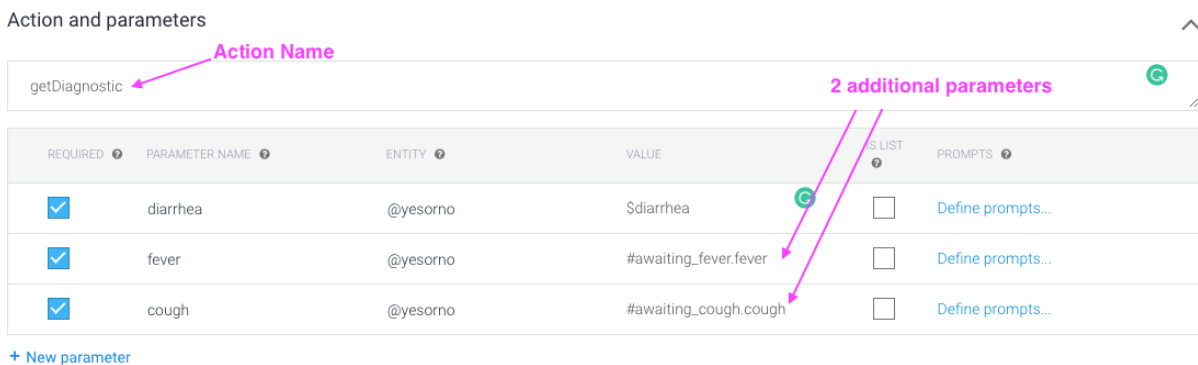 Action and parameters
Action Name
getDiagnostic
2 additional parameters
REQUIRED PARAMETER NAME ENTITY VALUE IS LIST PROMPTS
diarrhea @yesorno $diarrhea Define prompts...
fever @yesorno #awaiting_fever.fever Define prompts...
cough @yesorno #awaiting_cough.cough Define prompts...
+ New parameter